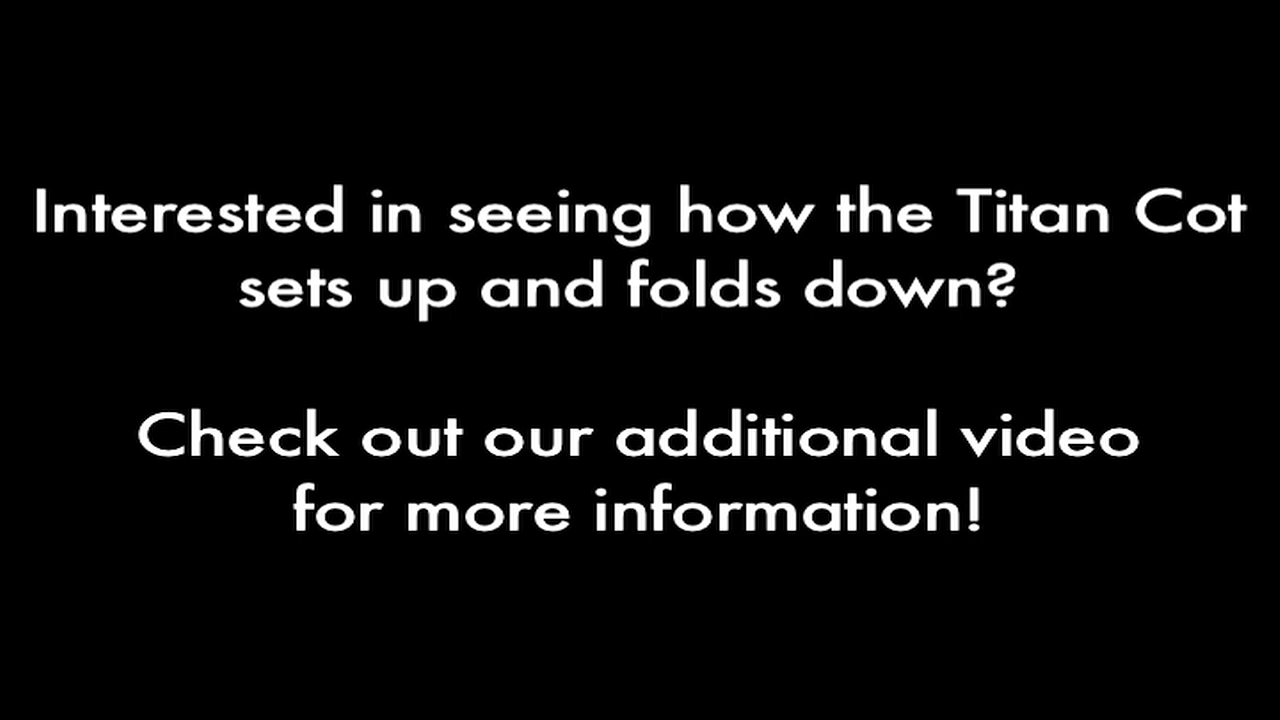 Interested in seeing how the Titan Cot
sets up and folds down?
Check out our additional video
for more information!